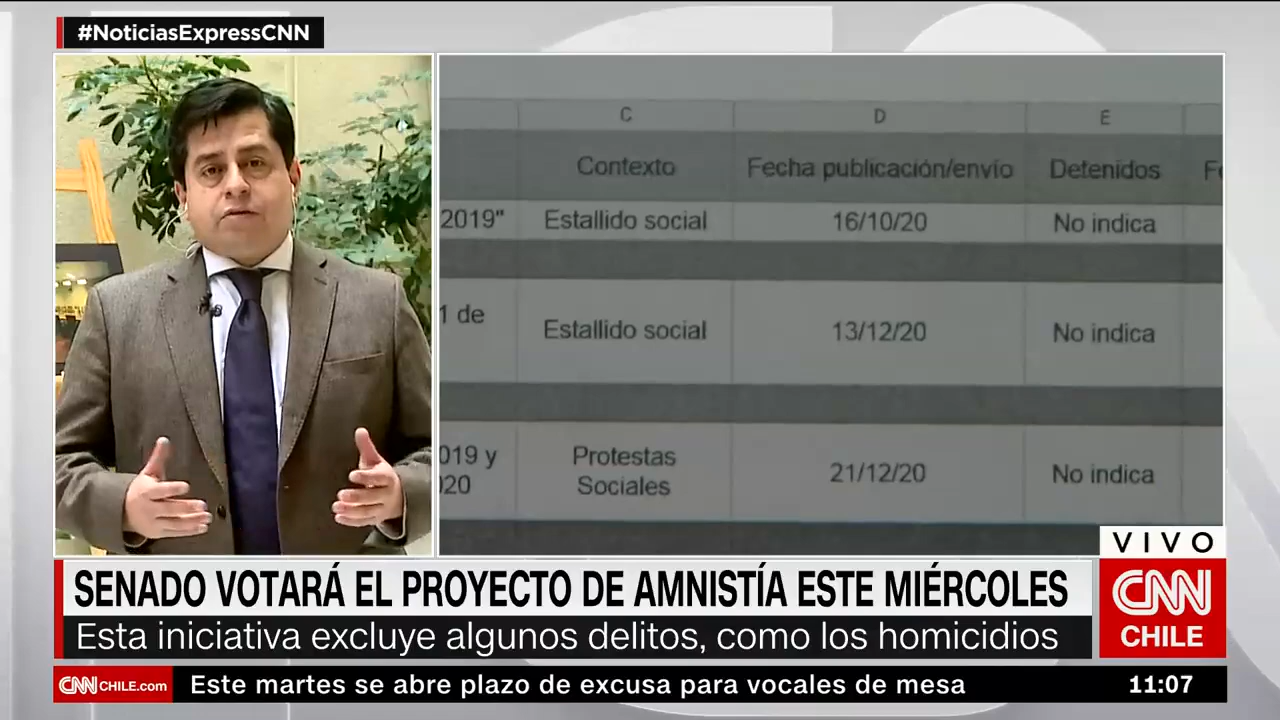 #NoticiasExpressCNN
C D E
Contexto Fecha publicación/envío Detenidos
2019" Estallido social 16/10/20 No indica
1 de Estallido social 13/12/20 No indica
019 y
020 Protestas
Sociales 21/12/20 No indica
VIVO
CNN
CHILE
SENADO VOTARÁ EL PROYECTO DE AMNISTÍA ESTE MIÉRCOLES
Esta iniciativa excluye algunos delitos, como los homicidios
CNNCHILE.com Este martes se abre plazo de excusa para vocales de mesa 11:07